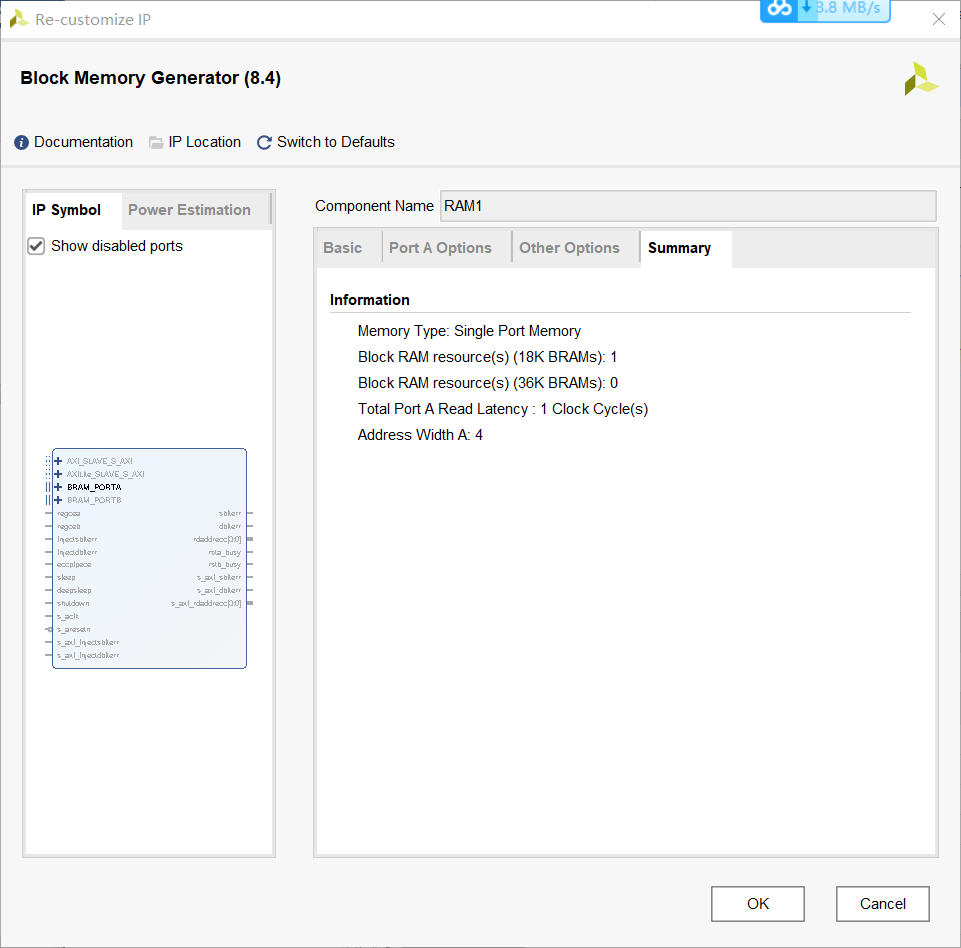 Re-customize IP
3.8 MB/s
Block Memory Generator (8.4)
Documentation
IP Location
Switch to Defaults
IP Symbol
Power Estimation
Show disabled ports
AXI_SLAVE_S_AXI
AXILite_SLAVE_S_AXI
BRAM_PORTA
BRAM_PORTB
regcea
sbiterr
regceb
dbiterr
injectsbiterr
rdaddrecc[0:0]
injectdbiterr
rsta_busy
eccpipece
rstb_busy
sleep
s_axi_sbiterr
deepsleep
s_axi_dbiterr
shutdown
s_axi_rdaddrecc[0:0]
s_aclk
s_aresetn
s_axi_injectsbiterr
s_axi_injectdbiterr
Component Name
RAM1
Basic
Port A Options
Other Options
Summary
Information
Memory Type: Single Port Memory
Block RAM resource(s) (18K BRAMs): 1
Block RAM resource(s) (36K BRAMs): 0
Total Port A Read Latency : 1 Clock Cycle(s)
Address Width A: 4
OK
Cancel